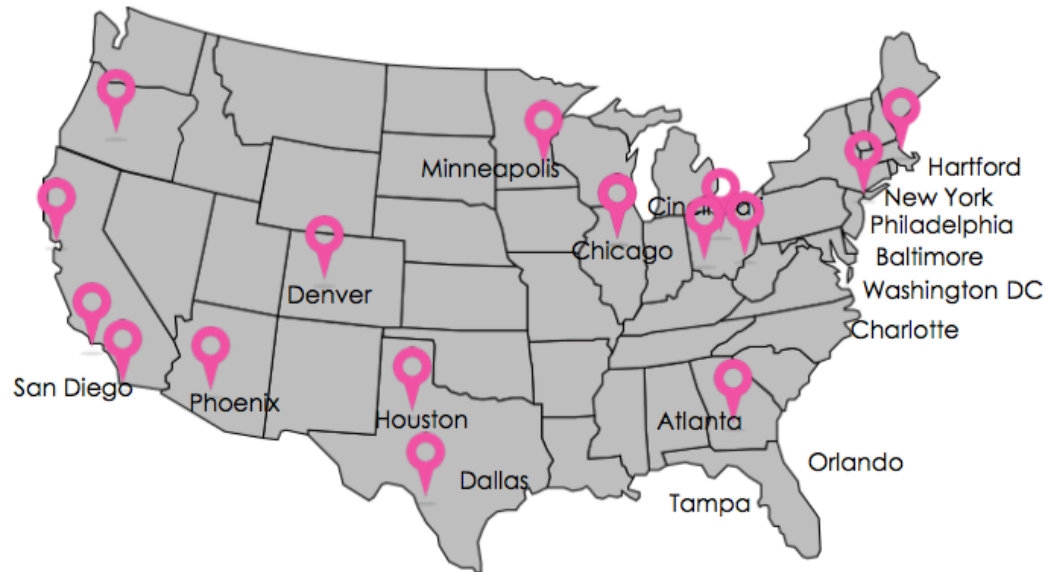 Hartford
Minneapolis
New York
Cincinnati
Philadelphia
Chicago
Baltimore
Denver
Washington DC
Charlotte
San Diego
Phoenix
Houston
Atlanta
Orlando
Dallas
Tampa